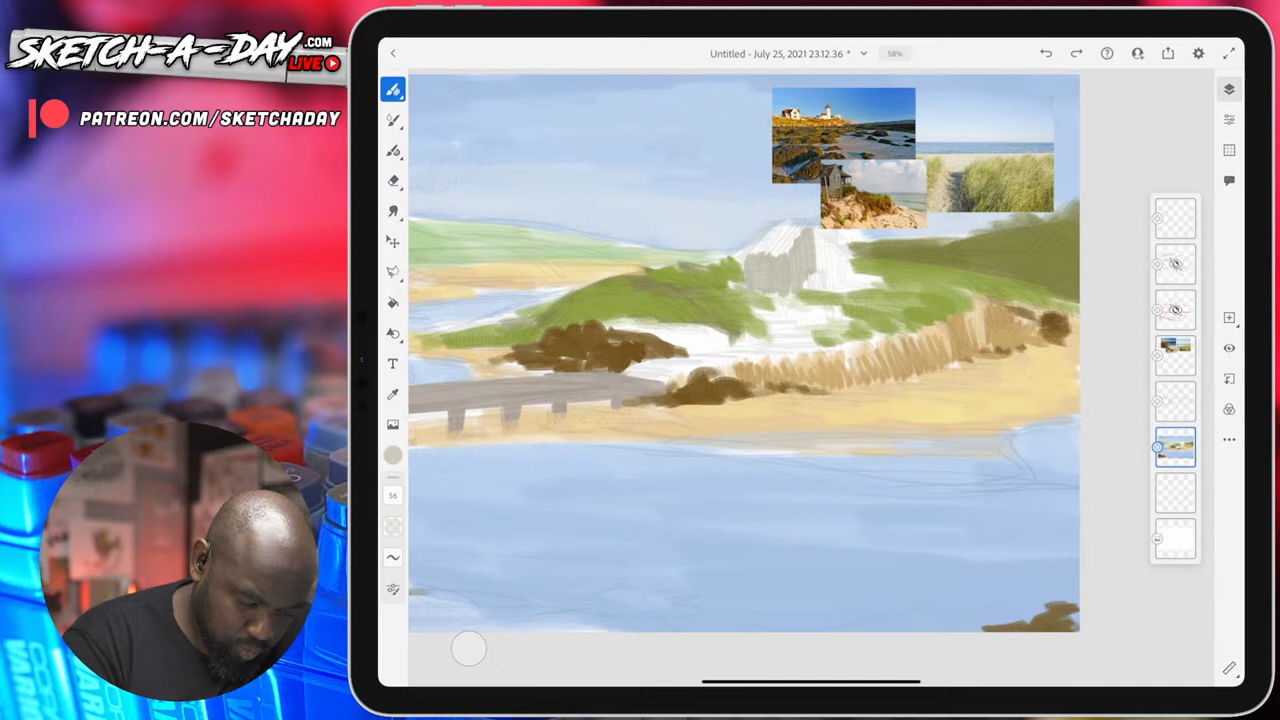 SKETCH-A-DAY.COM
LIVE
PATREON.COM/SKETCHADAY
Untitled - July 25, 2021 23.12.36 *
58%
T
56